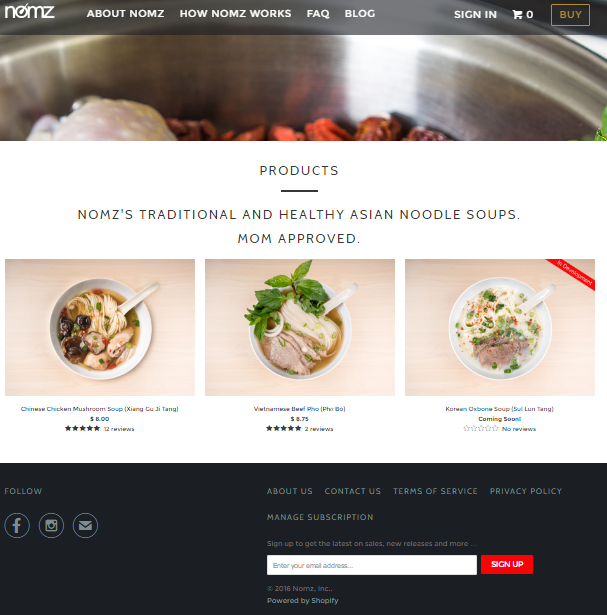 nomz
ABOUT NOMZ HOW NOMZ WORKS FAQ BLOG SIGN IN 0 BUY
PRODUCTS
NOMZ'S TRADITIONAL AND HEALTHY ASIAN NOODLE SOUPS.
MOM APPROVED.
In Development
Chinese Chicken Mushroom Soup (Xiang Gu Ji Tang)
$ 8.00
12 reviews
Vietnamese Beef Pho (Phở Bò)
$ 8.75
2 reviews
Korean Oxbone Soup (Sul Lun Tang)
Coming Soon!
No reviews
FOLLOW
ABOUT US CONTACT US TERMS OF SERVICE PRIVACY POLICY
MANAGE SUBSCRIPTION
Sign up to get the latest on sales, new releases and more ...
Enter your email address...
SIGN UP
© 2016 Nomz, Inc..
Powered by Shopify